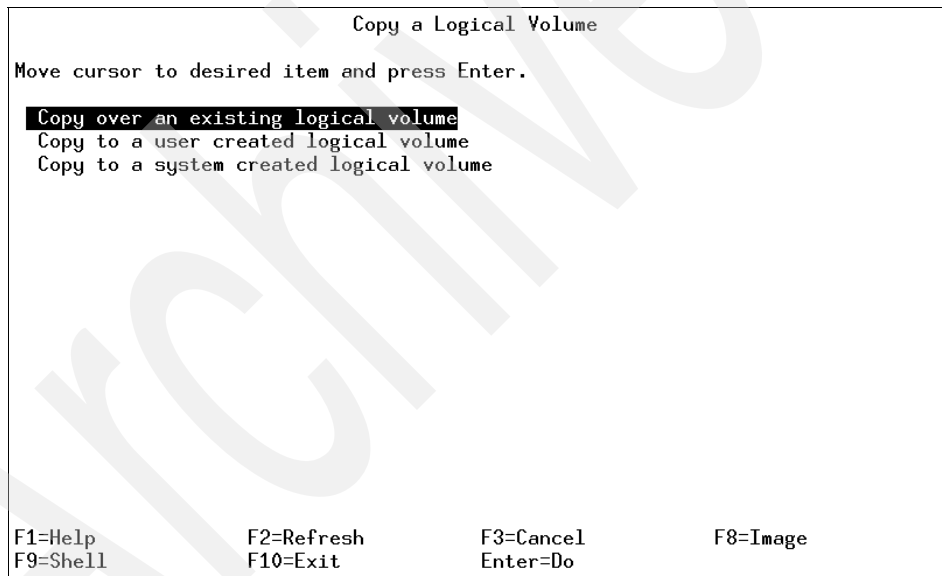 Copy a Logical Volume
Move cursor to desired item and press Enter.
Copy over an existing logical volume
Copy to a user created logical volume
Copy to a system created logical volume
F1=Help F2=Refresh F3=Cancel F8=Image
F9=Shell F10=Exit Enter=Do